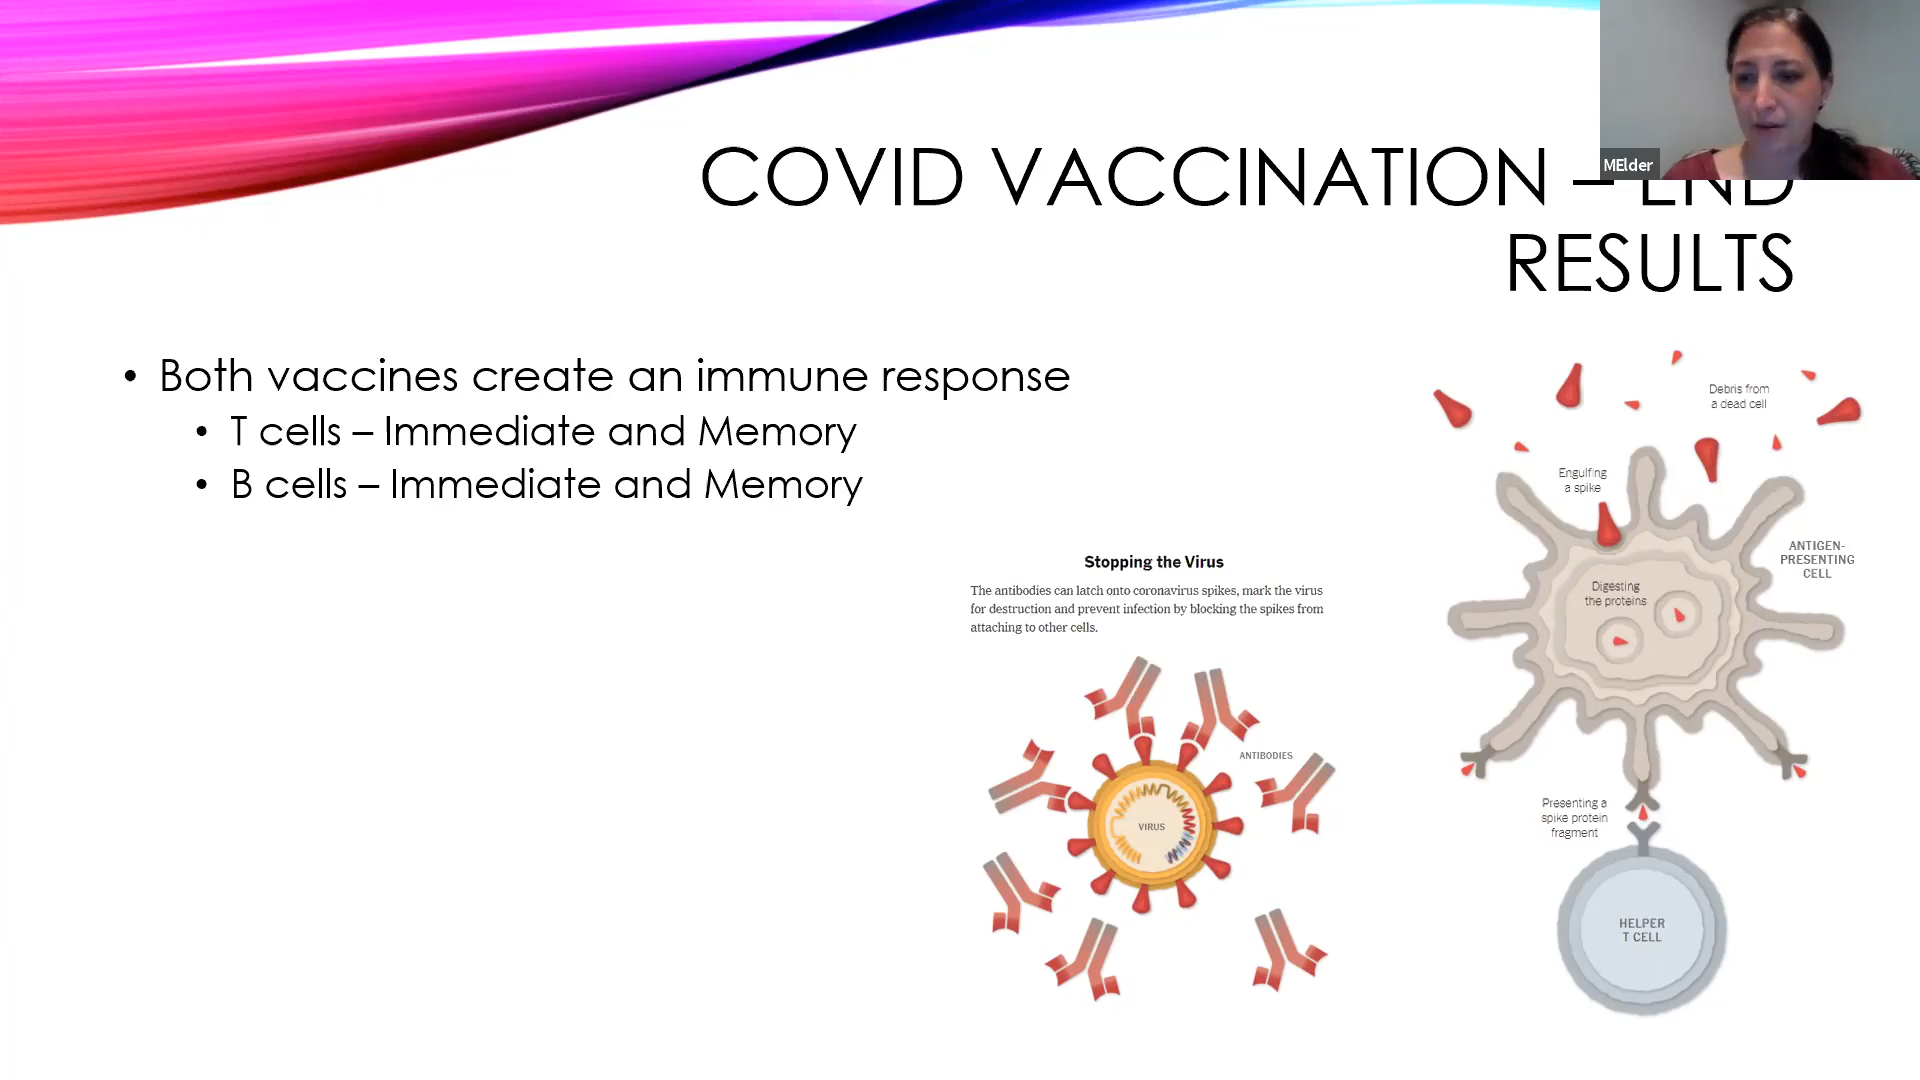 MElder
COVID VACCINATION – END
RESULTS
• Both vaccines create an immune response
• T cells – Immediate and Memory
• B cells – Immediate and Memory
Stopping the Virus
The antibodies can latch onto coronavirus spikes, mark the virus
for destruction and prevent infection by blocking the spikes from
attaching to other cells.
ANTIBODIES
VIRUS
Debris from
a dead cell
Engulfing
a spike
ANTIGEN-
PRESENTING
CELL
Digesting
the proteins
Presenting a
spike protein
fragment
HELPER
T CELL